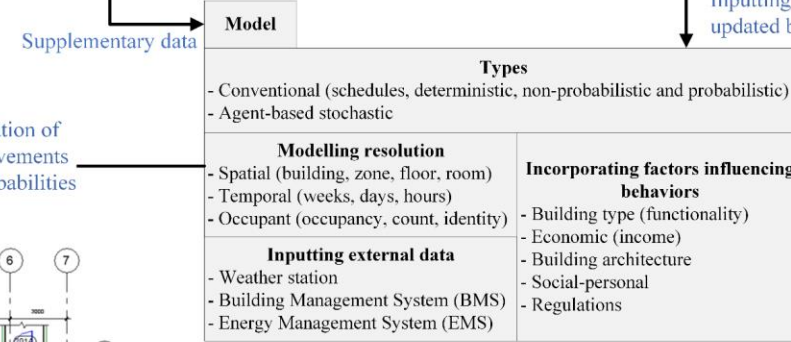 Inputting
updated b
Model
Supplementary data
Types
- Conventional (schedules, deterministic, non-probabilistic and probabilistic)
- Agent-based stochastic
ation of
vements
pabilities
Modelling resolution
- Spatial (building, zone, floor, room)
- Temporal (weeks, days, hours)
- Occupant (occupancy, count, identity)
Inputting external data
- Weather station
- Building Management System (BMS)
- Energy Management System (EMS)
Incorporating factors influencing
behaviors
- Building type (functionality)
- Economic (income)
- Building architecture
- Social-personal
- Regulations
6 7